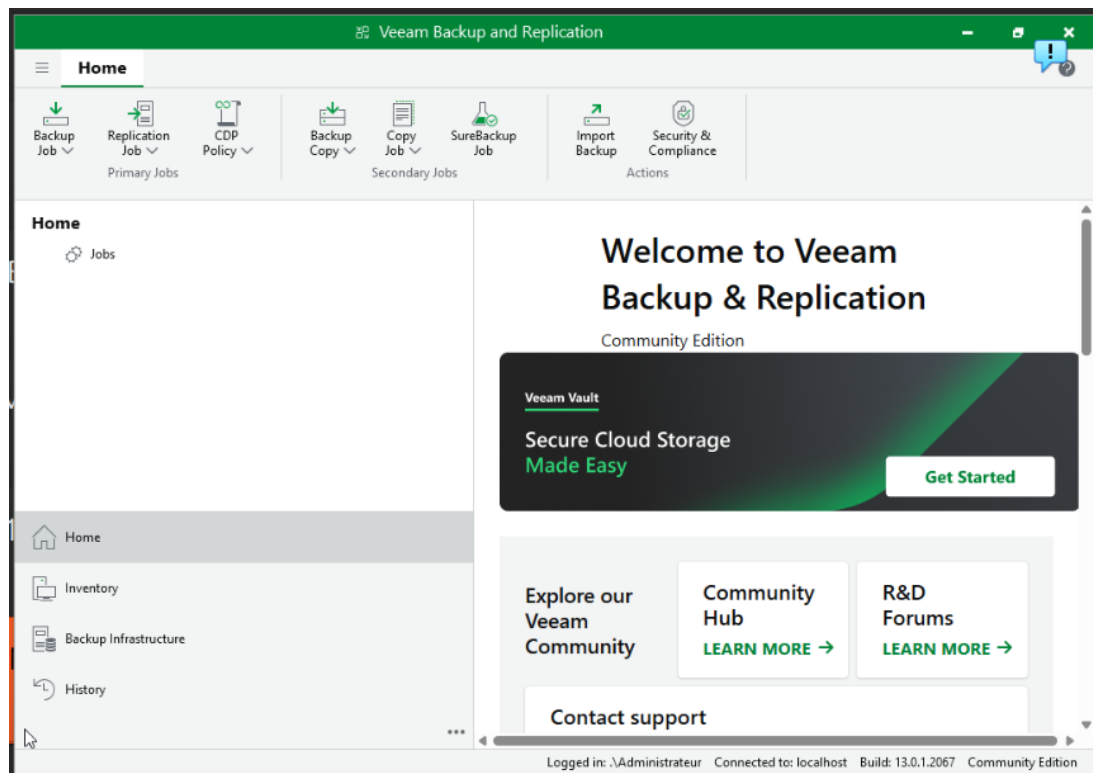 Veeam Backup and Replication
Home
Backup Job
Replication Job
CDP Policy
Primary Jobs
Backup Copy
Copy Job
SureBackup Job
Secondary Jobs
Import Backup
Security & Compliance
Actions
Home
Jobs
Home
Inventory
Backup Infrastructure
History
Welcome to Veeam
Backup & Replication
Community Edition
Veeam Vault
Secure Cloud Storage
Made Easy
Get Started
Explore our
Veeam
Community
Community
Hub
LEARN MORE →
R&D
Forums
LEARN MORE →
Contact support
Logged in: .\Administrateur Connected to: localhost Build: 13.0.1.2067 Community Edition